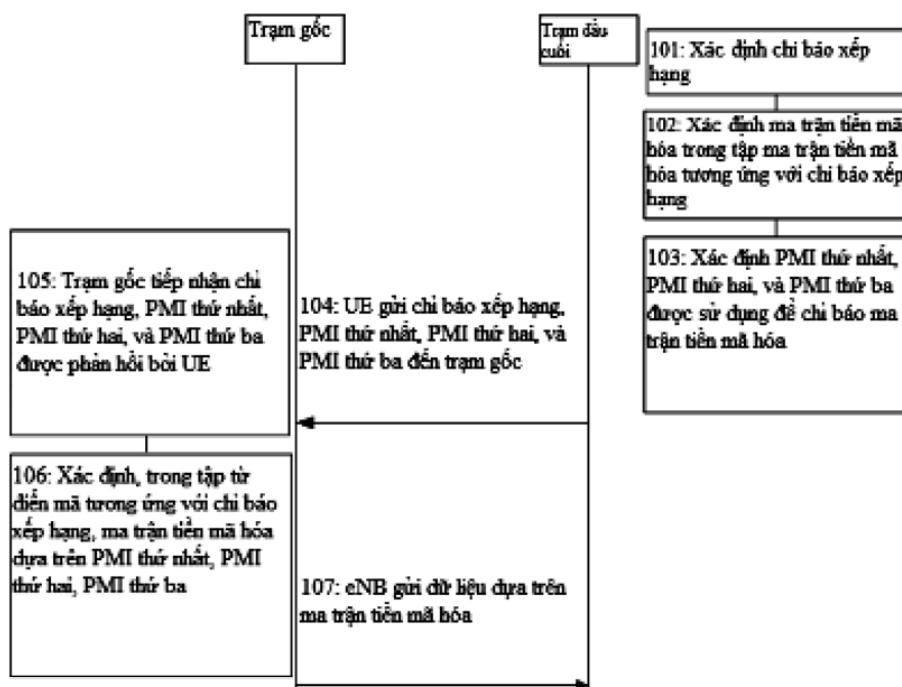 Trạm gốc
Trạm đầu
cuối
101: Xác định chỉ báo xếp
hạng
102: Xác định ma trận tiền mã
hóa trong tập ma trận tiền mã
hóa tương ứng với chỉ báo xếp
hạng
103: Xác định PMI thứ nhất,
PMI thứ hai, và PMI thứ ba
được sử dụng để chỉ báo ma
trận tiền mã hóa
104: UE gửi chỉ báo xếp hạng,
PMI thứ nhất, PMI thứ hai, và
PMI thứ ba đến trạm gốc
105: Trạm gốc tiếp nhận chỉ
báo xếp hạng, PMI thứ nhất,
PMI thứ hai, và PMI thứ ba
được phản hồi bởi UE
106: Xác định, trong tập từ
điển mã tương ứng với chỉ báo
xếp hạng, ma trận tiền mã hóa
dựa trên PMI thứ nhất, PMI
thứ hai, PMI thứ ba
107: eNB gửi dữ liệu dựa trên
ma trận tiền mã hóa